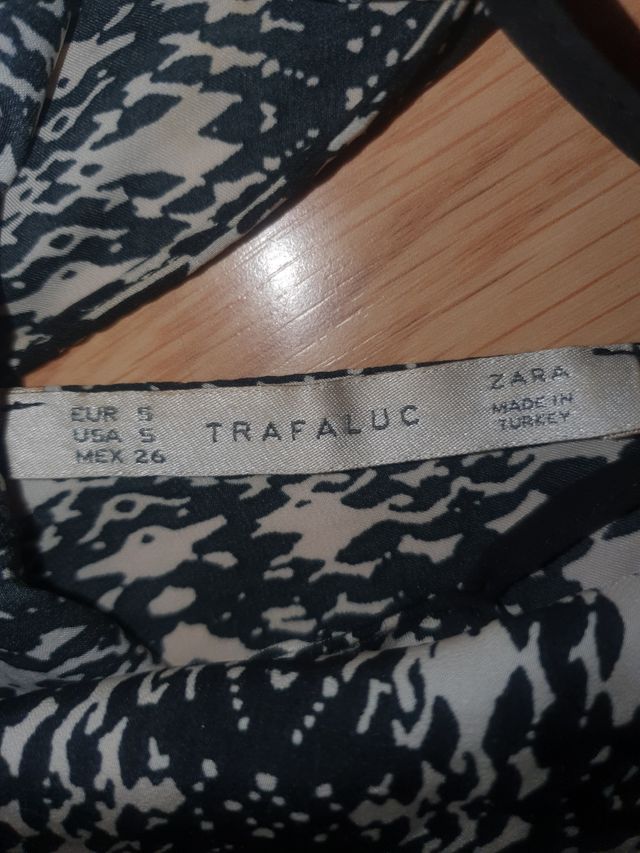 EUR S
USA S
MEX 26
TRAFALUC
ZARA
MADE IN
TURKEY